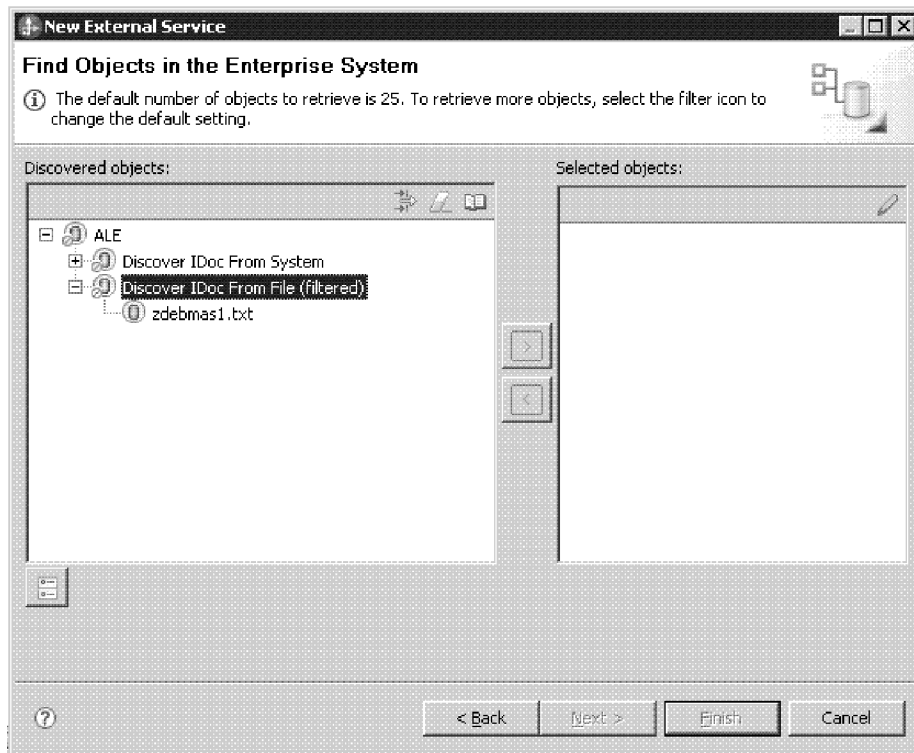 New External Service
Find Objects in the Enterprise System
The default number of objects to retrieve is 25. To retrieve more objects, select the filter icon to
change the default setting.
Discovered objects:
Selected objects:
ALE
Discover IDoc From System
Discover IDoc From File (filtered)
zdebmas1.txt
>
<
?
< Back
Next >
Finish
Cancel